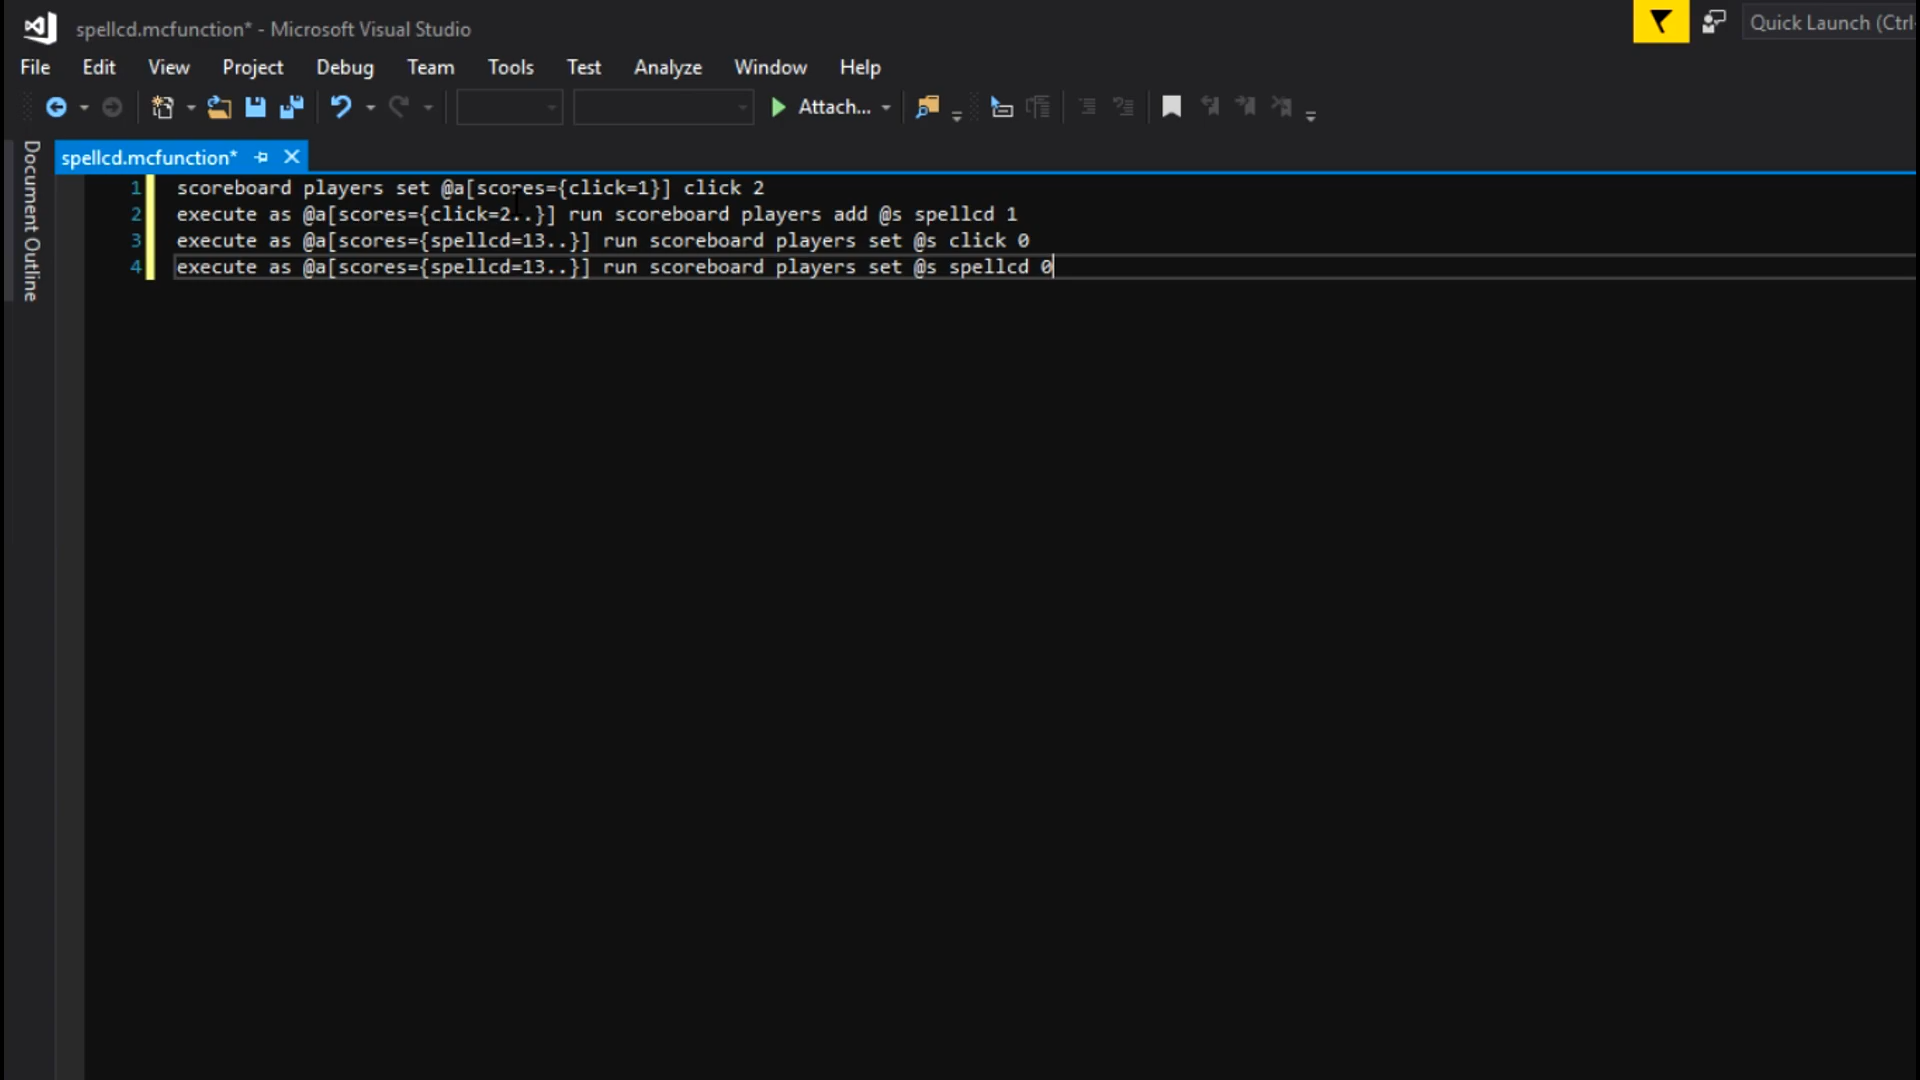 spellcd.mcfunction* - Microsoft Visual Studio
Quick Launch (Ctrl
File Edit View Project Debug Team Tools Test Analyze Window Help
Attach...
Document Outline
spellcd.mcfunction*
1 scoreboard players set @a[scores={click=1}] click 2
2 execute as @a[scores={click=2..}] run scoreboard players add @s spellcd 1
3 execute as @a[scores={spellcd=13..}] run scoreboard players set @s click 0
4 execute as @a[scores={spellcd=13..}] run scoreboard players set @s spellcd 0